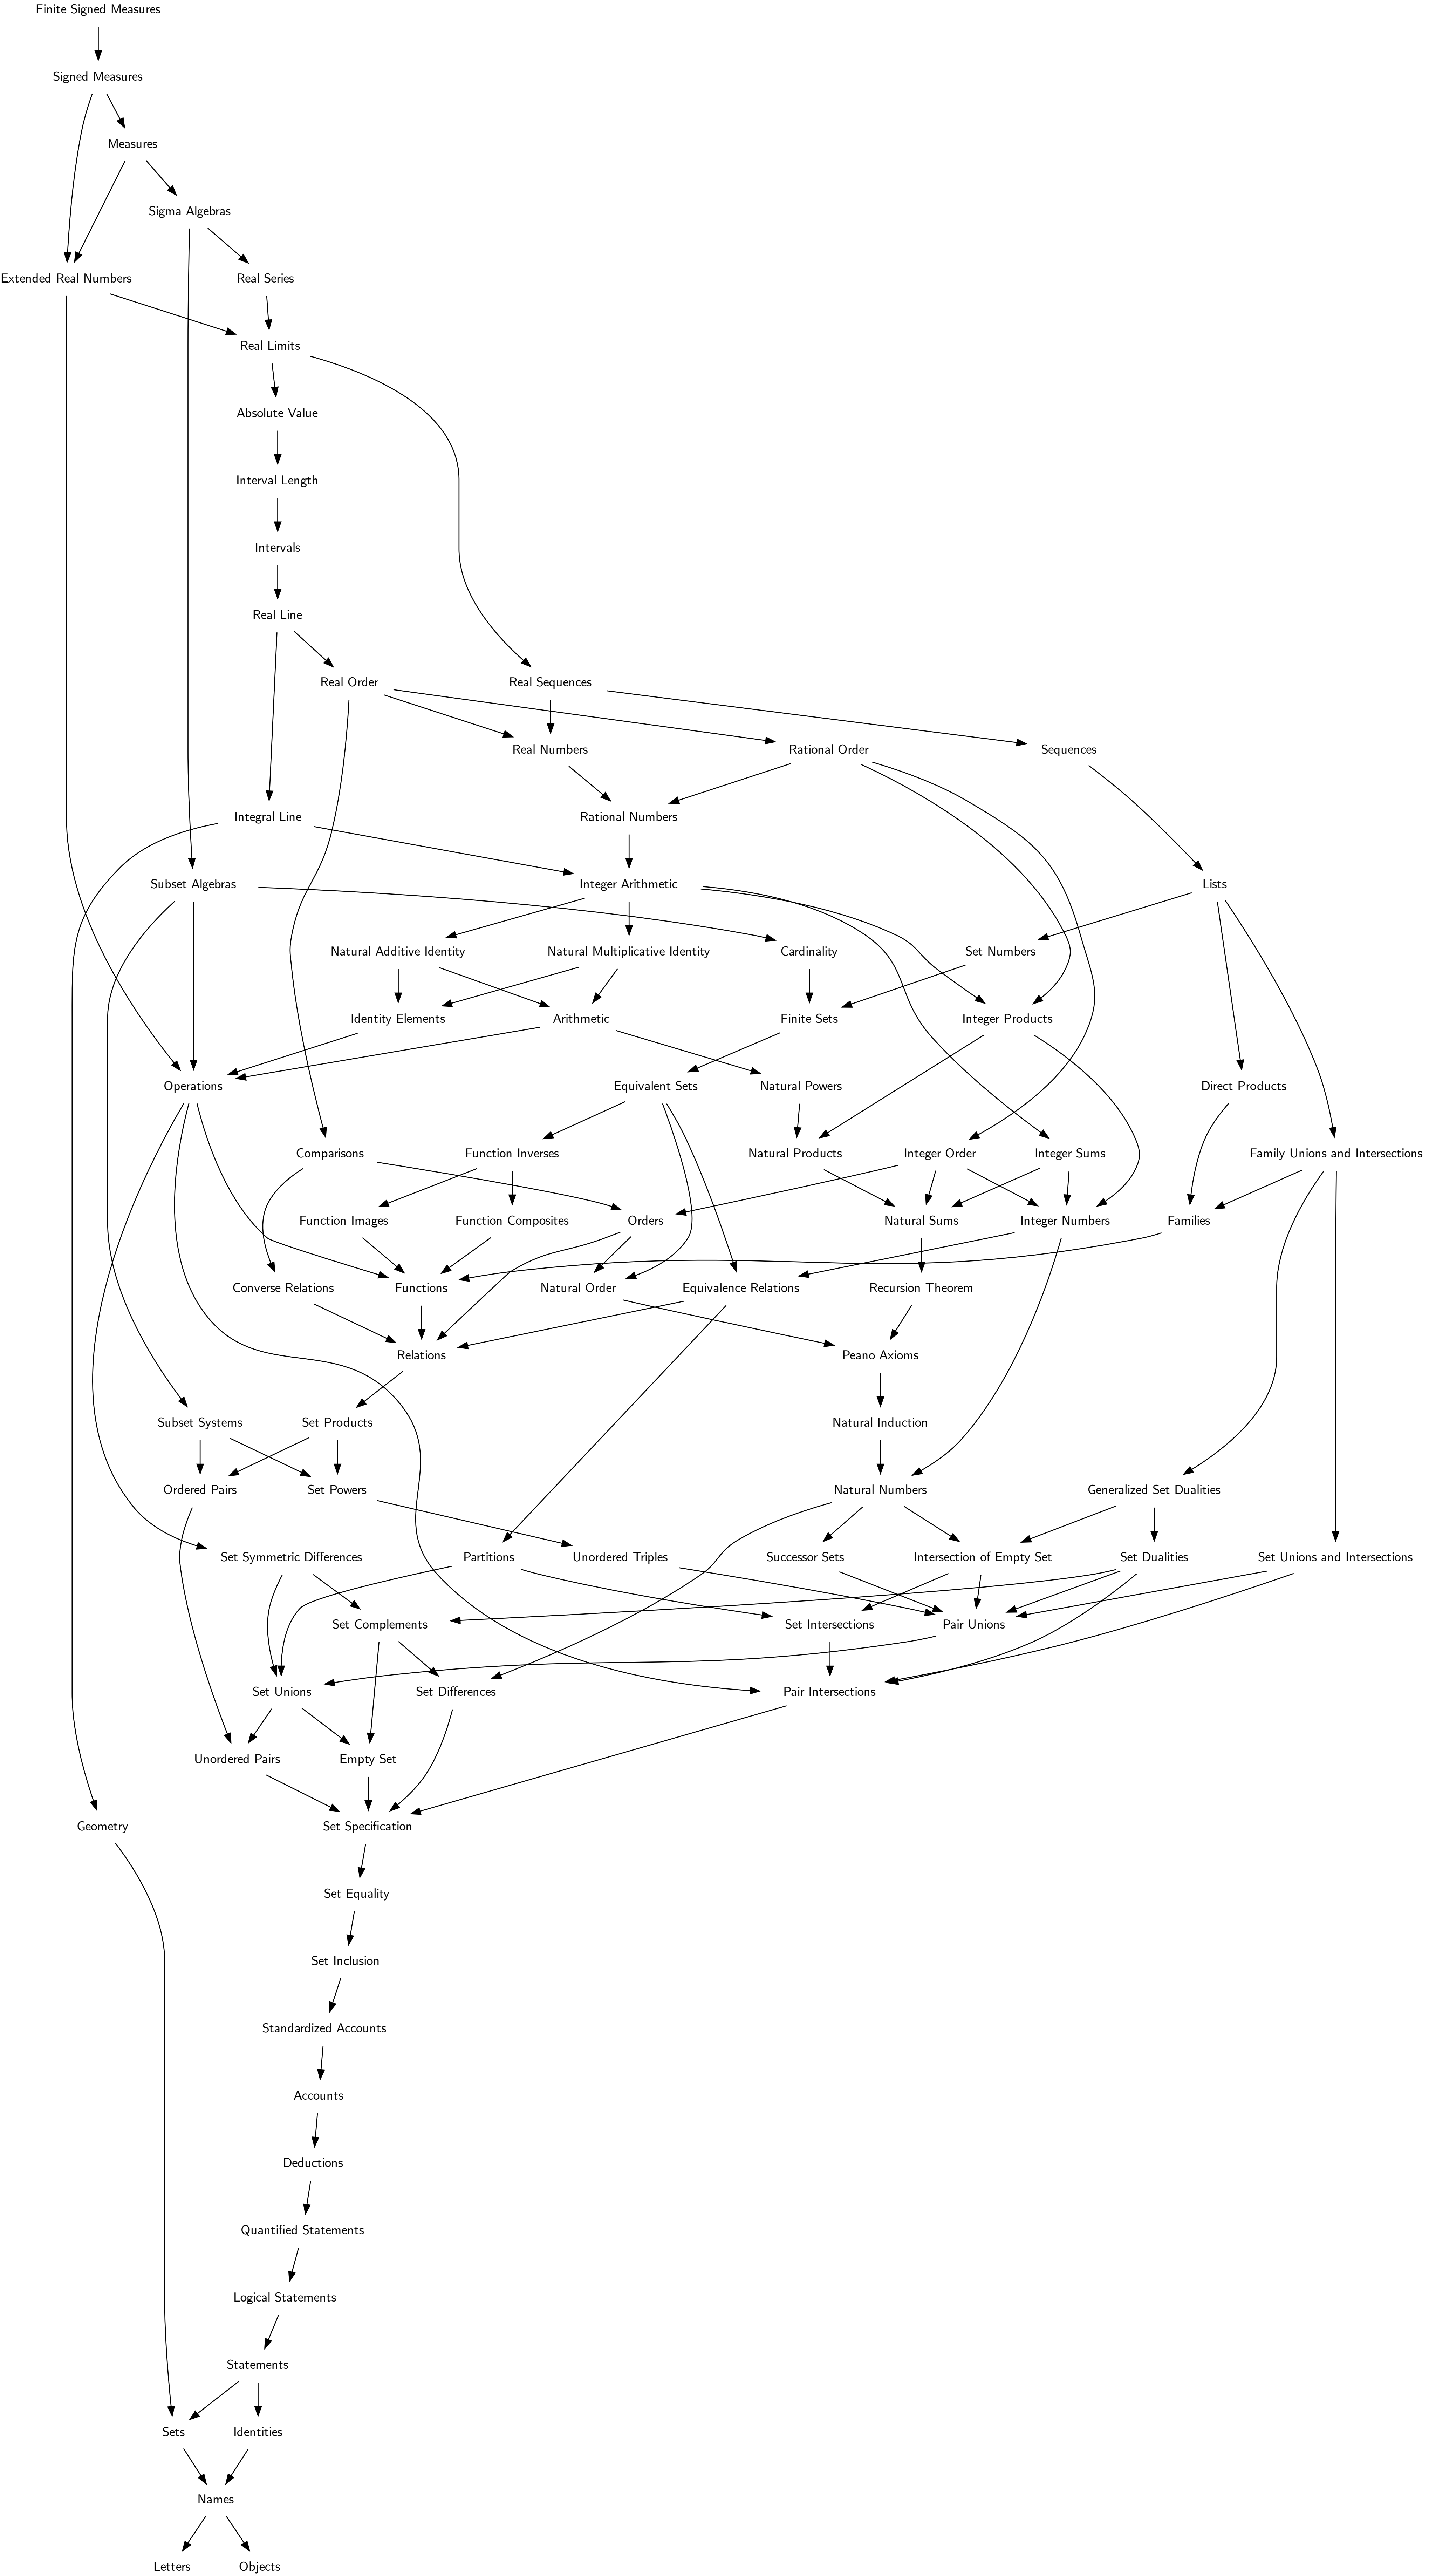 Finite Signed Measures
Signed Measures
Measures
Sigma Algebras
Extended Real Numbers
Real Series
Real Limits
Absolute Value
Interval Length
Intervals
Real Line
Real Order
Real Sequences
Real Numbers
Rational Order
Sequences
Integral Line
Rational Numbers
Subset Algebras
Integer Arithmetic
Lists
Natural Additive Identity
Natural Multiplicative Identity
Cardinality
Set Numbers
Identity Elements
Arithmetic
Finite Sets
Integer Products
Operations
Equivalent Sets
Natural Powers
Direct Products
Comparisons
Function Inverses
Natural Products
Integer Order
Integer Sums
Family Unions and Intersections
Function Images
Function Composites
Orders
Natural Sums
Integer Numbers
Families
Converse Relations
Functions
Natural Order
Equivalence Relations
Recursion Theorem
Relations
Peano Axioms
Subset Systems
Set Products
Natural Induction
Ordered Pairs
Set Powers
Natural Numbers
Generalized Set Dualities
Set Symmetric Differences
Partitions
Unordered Triples
Successor Sets
Intersection of Empty Set
Set Dualities
Set Unions and Intersections
Set Complements
Set Intersections
Pair Unions
Set Unions
Set Differences
Pair Intersections
Unordered Pairs
Empty Set
Geometry
Set Specification
Set Equality
Set Inclusion
Standardized Accounts
Accounts
Deductions
Quantified Statements
Logical Statements
Statements
Sets
Identities
Names
Letters
Objects